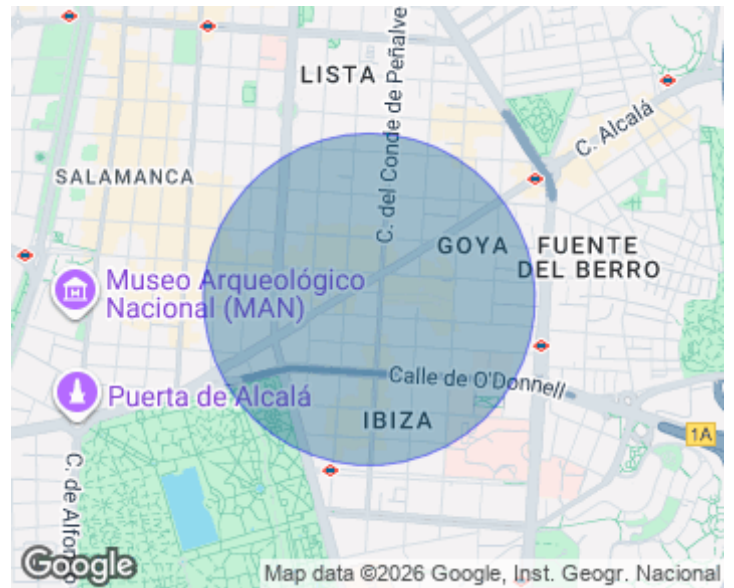 LISTA
C. del Conde de Peñalve
C. Alcalá
SALAMANCA
GOYA
FUENTE
DEL BERRO
Museo Arqueológico
Nacional (MAN)
Calle de O'Donnell
Puerta de Alcalá
IBIZA
1A
C. de Alfons
Google
Map data ©2026 Google, Inst. Geogr. Nacional